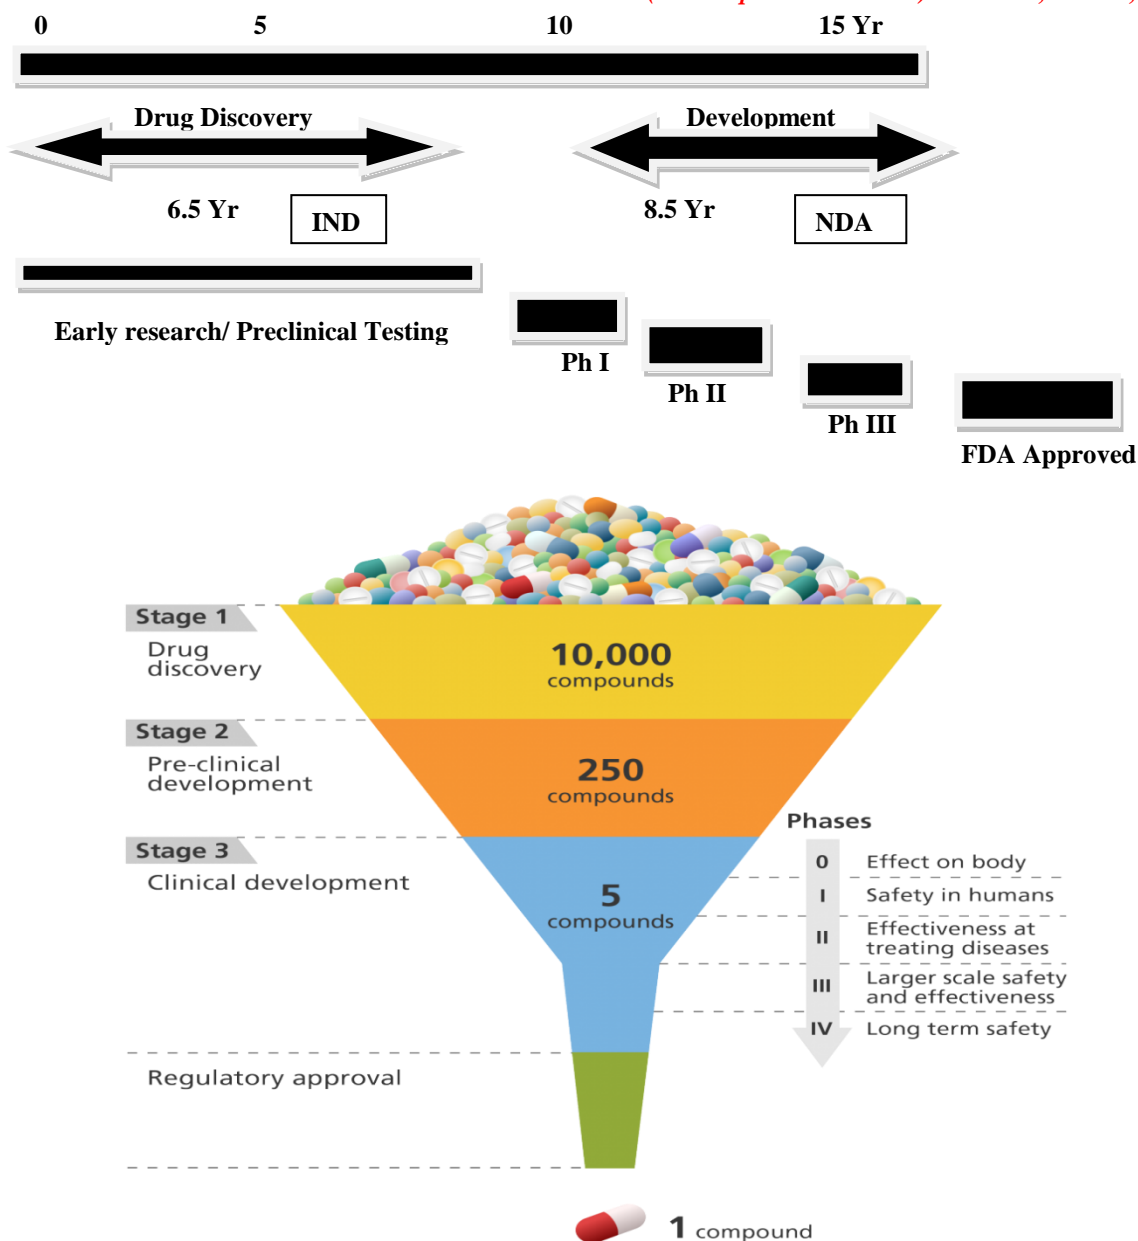 0 5 10 15 Yr
Drug Discovery Development
6.5 Yr IND 8.5 Yr NDA
Early research/ Preclinical Testing
Ph I
Ph II
Ph III
FDA Approved
Stage 1
Drug
discovery
10,000
compounds
Stage 2
Pre-clinical
development
250
compounds
Stage 3
Clinical development
5
compounds
Phases
0 Effect on body
I Safety in humans
II Effectiveness at
treating diseases
III Larger scale safety
and effectiveness
IV Long term safety
Regulatory approval
1 compound